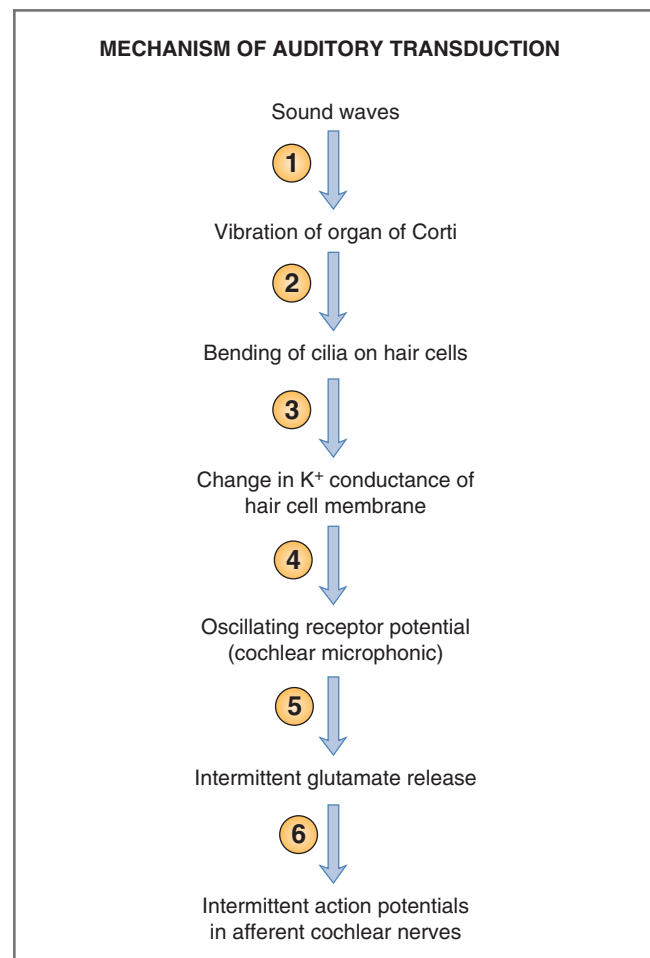 MECHANISM OF AUDITORY TRANSDUCTION
Sound waves
1
Vibration of organ of Corti
2
Bending of cilia on hair cells
3
Change in K⁺ conductance of
hair cell membrane
4
Oscillating receptor potential
(cochlear microphonic)
5
Intermittent glutamate release
6
Intermittent action potentials
in afferent cochlear nerves